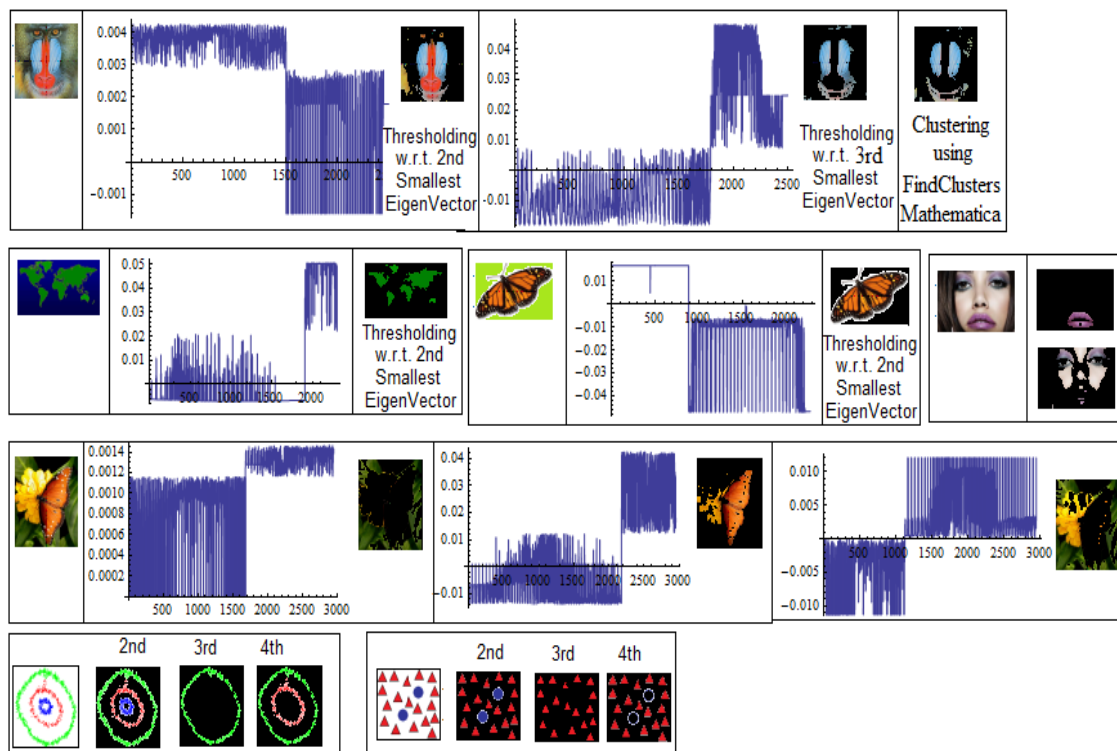 0.004
0.003
0.002
0.001
-0.001
500 1000 1500 2000 2
Thresholding
w.r.t. 2nd
Smallest
EigenVector
0.04
0.03
0.02
0.01
-0.01
500 1000 1500 2000 2500
Thresholding
w.r.t. 3rd
Smallest
EigenVector
Clustering
using
FindClusters
Mathematica
0.05
0.04
0.03
0.02
0.01
500 1000 1500 2000
Thresholding
w.r.t. 2nd
Smallest
EigenVector
0.01
-0.01
-0.02
-0.03
-0.04
500 1000 1500 2000
Thresholding
w.r.t. 2nd
Smallest
EigenVector
0.0014
0.0012
0.0010
0.0008
0.0006
0.0004
0.0002
500 1000 1500 2000 2500 3000
0.04
0.03
0.02
0.01
-0.01
500 1000 1500 2000 2500 3000
0.010
0.005
-0.005
-0.010
500 1000 1500 2000 2500 3000
2nd 3rd 4th
2nd 3rd 4th